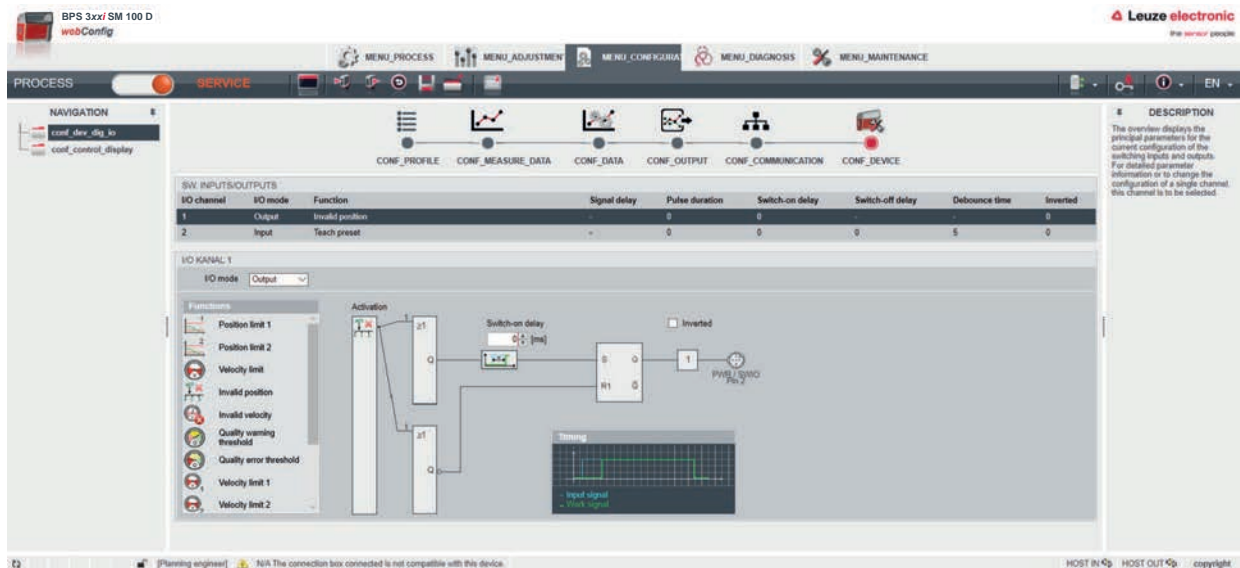 BPS 3xxi SM 100 D
webConfig
Leuze electronic
the sensor people
MENU_PROCESS
MENU_ADJUSTMEN
MENU_CONFIGURA
MENU_DIAGNOSIS
MENU_MAINTENANCE
PROCESS
SERVICE
EN
NAVIGATION
conf_dev_dig_io
conf_control_display
CONF_PROFILE
CONF_MEASURE_DATA
CONF_DATA
CONF_OUTPUT
CONF_COMMUNICATION
CONF_DEVICE
DESCRIPTION
The overview displays the
principal parameters for the
current configuration of the
switching inputs and outputs.
For detailed parameter
information or to change the
configuration of a single channel,
this channel is to be selected.
SW. INPUTS/OUTPUTS
I/O channel I/O mode Function Signal delay Pulse duration Switch-on delay Switch-off delay Debounce time Inverted
1 Output Invalid position - 0 0 - - 0
2 Input Teach preset - 0 0 0 5 0
I/O KANAL 1
I/O mode Output
Functions
Position limit 1
Position limit 2
Velocity limit
Invalid position
Invalid velocity
Quality warning
threshold
Quality error threshold
Velocity limit 1
Velocity limit 2
Activation
1
≥1
Q
1
≥1
Q
Switch-on delay
0 [ms]
S Q
R1 Q̅
Inverted
1
PWR / SWIO
Pin 2
Timing
- Input signal
- Work signal
[Planning engineer] N/A The connection box connected is not compatible with this device.
HOST IN HOST OUT copyright